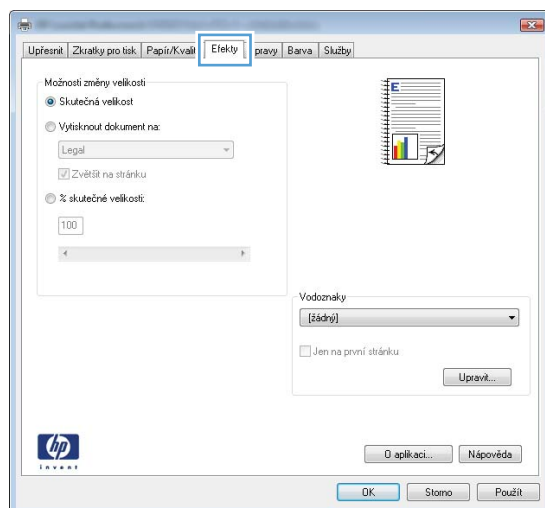 Upřesnit Zkratky pro tisk Papír/Kvalit Efekty pravy Barva Služby
Možnosti změny velikosti
Skutečná velikost
Vytisknout dokument na:
Legal
Zvětšit na stránku
% skutečné velikosti:
100
E
Vodoznaky
[žádný]
Jen na první stránku
Upravit...
hp
invent
O aplikaci... Nápověda
OK Storno Použít